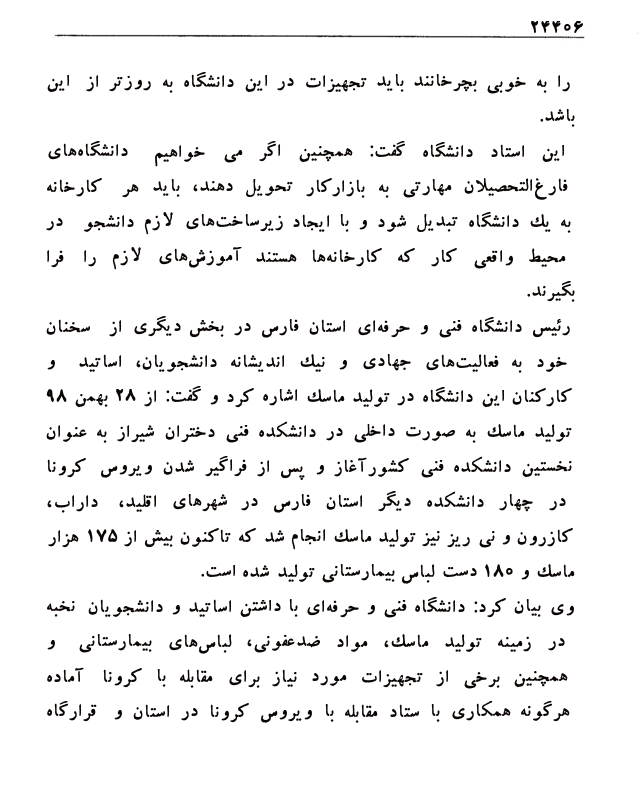 ۲۴۴۰۶
را به خوبی بچرخانند باید تجهیزات در این دانشگاه به روزتر از این
باشد.
این استاد دانشگاه گفت: همچنین اگر می خواهیم دانشگاه‌های
فارغ‌التحصیلان مهارتی به بازارکار تحویل دهند، باید هر کارخانه
به یك دانشگاه تبدیل شود و با ایجاد زیرساخت‌های لازم دانشجو در
محیط واقعی کار که کارخانه‌ها هستند آموزش‌های لازم را فرا
بگیرند.
رئیس دانشگاه فنی و حرفه‌ای استان فارس در بخش دیگری از سخنان
خود به فعالیت‌های جهادی و نیك اندیشانه دانشجویان، اساتید و
کارکنان این دانشگاه در تولید ماسك اشاره کرد و گفت: از ۲۸ بهمن ۹۸
تولید ماسك به صورت داخلی در دانشکده فنی دختران شیراز به عنوان
نخستین دانشکده فنی کشورآغاز و پس از فراگیر شدن ویروس کرونا
در چهار دانشکده دیگر استان فارس در شهرهای اقلید، داراب،
کازرون و نی ریز نیز تولید ماسك انجام شد که تاکنون بیش از ۱۷۵ هزار
ماسك و ۱۸۰ دست لباس بیمارستانی تولید شده است.
وی بیان کرد: دانشگاه فنی و حرفه‌ای با داشتن اساتید و دانشجویان نخبه
در زمینه تولید ماسك، مواد ضدعفونی، لباس‌های بیمارستانی و
همچنین برخی از تجهیزات مورد نیاز برای مقابله با کرونا آماده
هرگونه همکاری با ستاد مقابله با ویروس کرونا در استان و قرارگاه